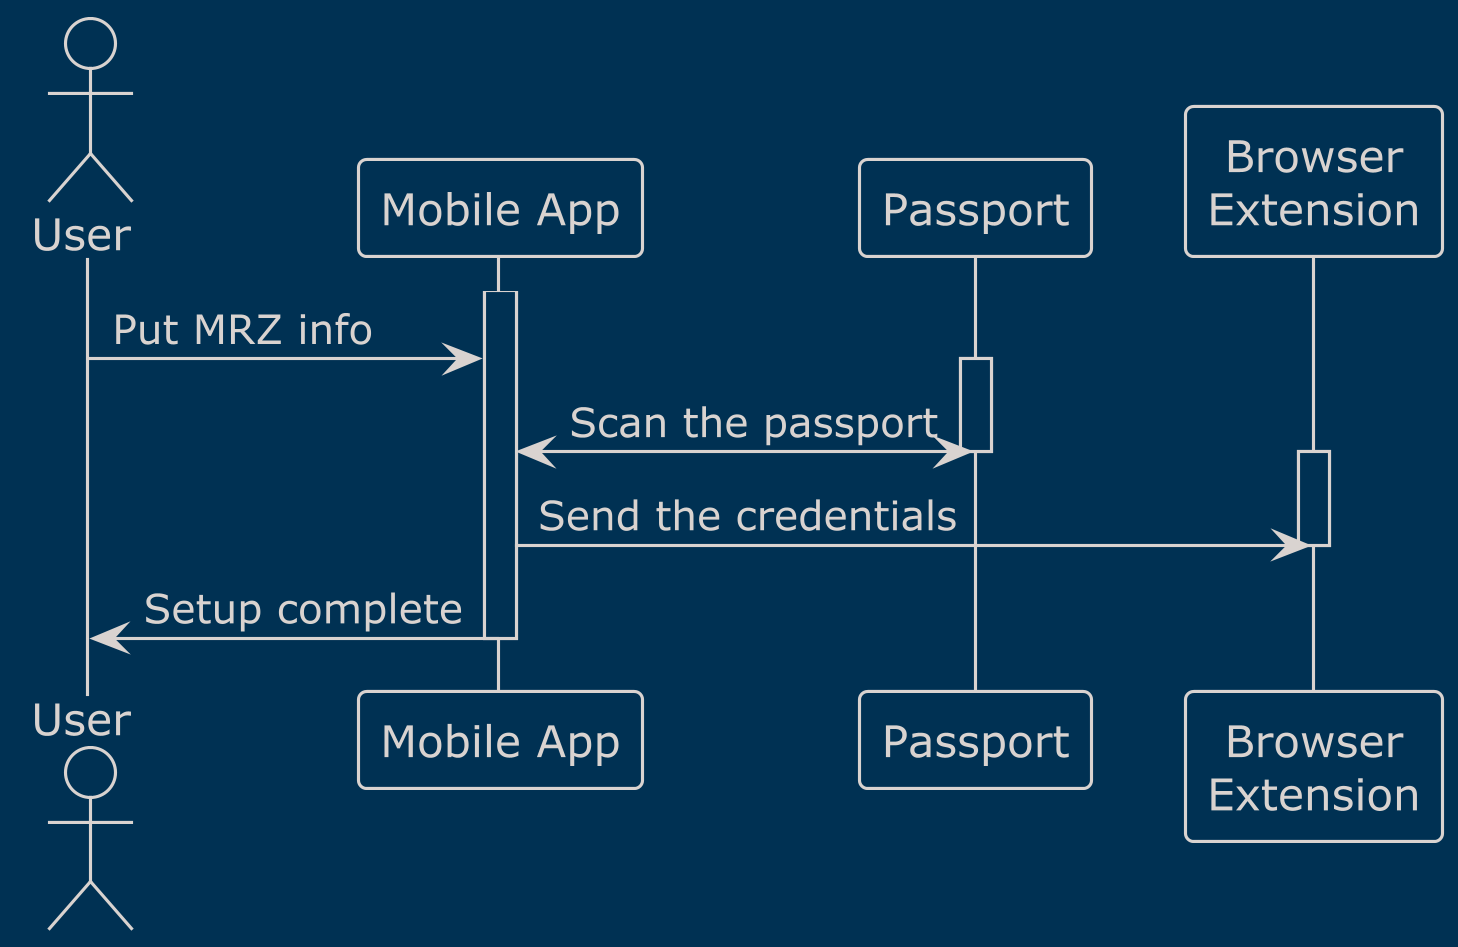 User
Mobile App
Passport
Browser
Extension
Put MRZ info
Scan the passport
Send the credentials
Setup complete
User
Mobile App
Passport
Browser
Extension